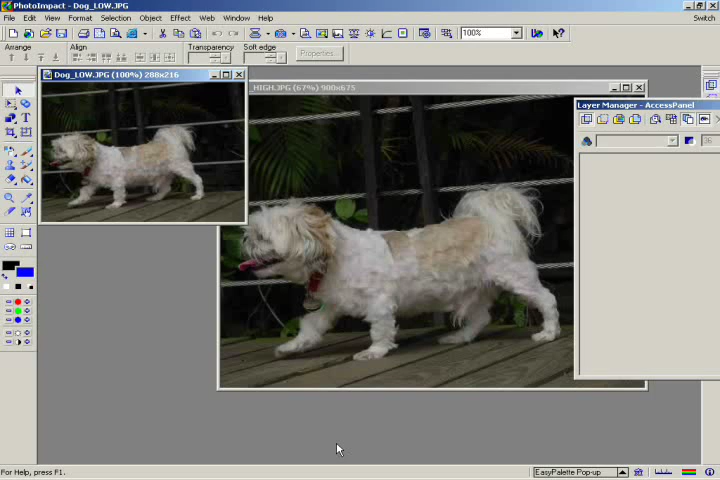 PhotoImpact - Dog_LOW.JPG
File Edit View Format Selection Object Effect Web Window Help Switch
100%
Arrange Align Transparency Soft edge
Properties...
Dog_LOW.JPG (100%) 288x216
_HIGH.JPG (67%) 900x675
Layer Manager - AccessPanel
36
For Help, press F1.
EasyPalette Pop-up